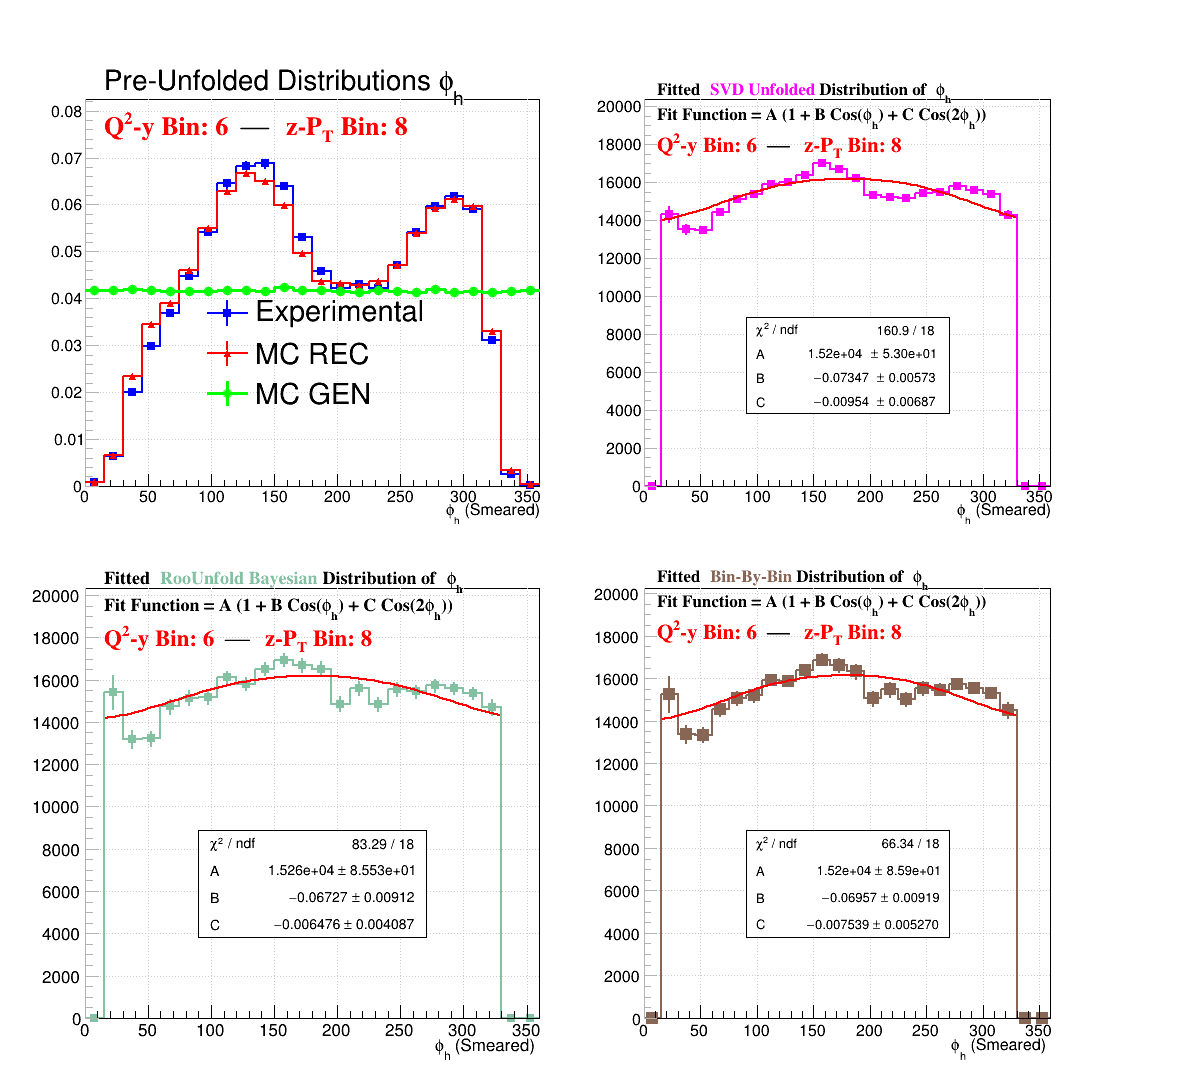 Pre-Unfolded Distributions ϕh
Q²-y Bin: 6 — z-PT Bin: 8
0.08
0.07
0.06
0.05
0.04
0.03
0.02
0.01
0
Experimental
MC REC
MC GEN
0 50 100 150 200 250 300 350
ϕh (Smeared)
Fitted SVD Unfolded Distribution of ϕh
Fit Function = A (1 + B Cos(ϕh) + C Cos(2ϕh))
Q²-y Bin: 6 — z-PT Bin: 8
20000
18000
16000
14000
12000
10000
8000
6000
4000
2000
0
χ² / ndf 160.9 / 18
A 1.52e+04 ± 5.30e+01
B −0.07347 ± 0.00573
C −0.00954 ± 0.00687
0 50 100 150 200 250 300 350
ϕh (Smeared)
Fitted RooUnfold Bayesian Distribution of ϕh
Fit Function = A (1 + B Cos(ϕh) + C Cos(2ϕh))
Q²-y Bin: 6 — z-PT Bin: 8
20000
18000
16000
14000
12000
10000
8000
6000
4000
2000
0
χ² / ndf 83.29 / 18
A 1.526e+04 ± 8.553e+01
B −0.06727 ± 0.00912
C −0.006476 ± 0.004087
0 50 100 150 200 250 300 350
ϕh (Smeared)
Fitted Bin-By-Bin Distribution of ϕh
Fit Function = A (1 + B Cos(ϕh) + C Cos(2ϕh))
Q²-y Bin: 6 — z-PT Bin: 8
20000
18000
16000
14000
12000
10000
8000
6000
4000
2000
0
χ² / ndf 66.34 / 18
A 1.52e+04 ± 8.59e+01
B −0.06957 ± 0.00919
C −0.007539 ± 0.005270
0 50 100 150 200 250 300 350
ϕh (Smeared)